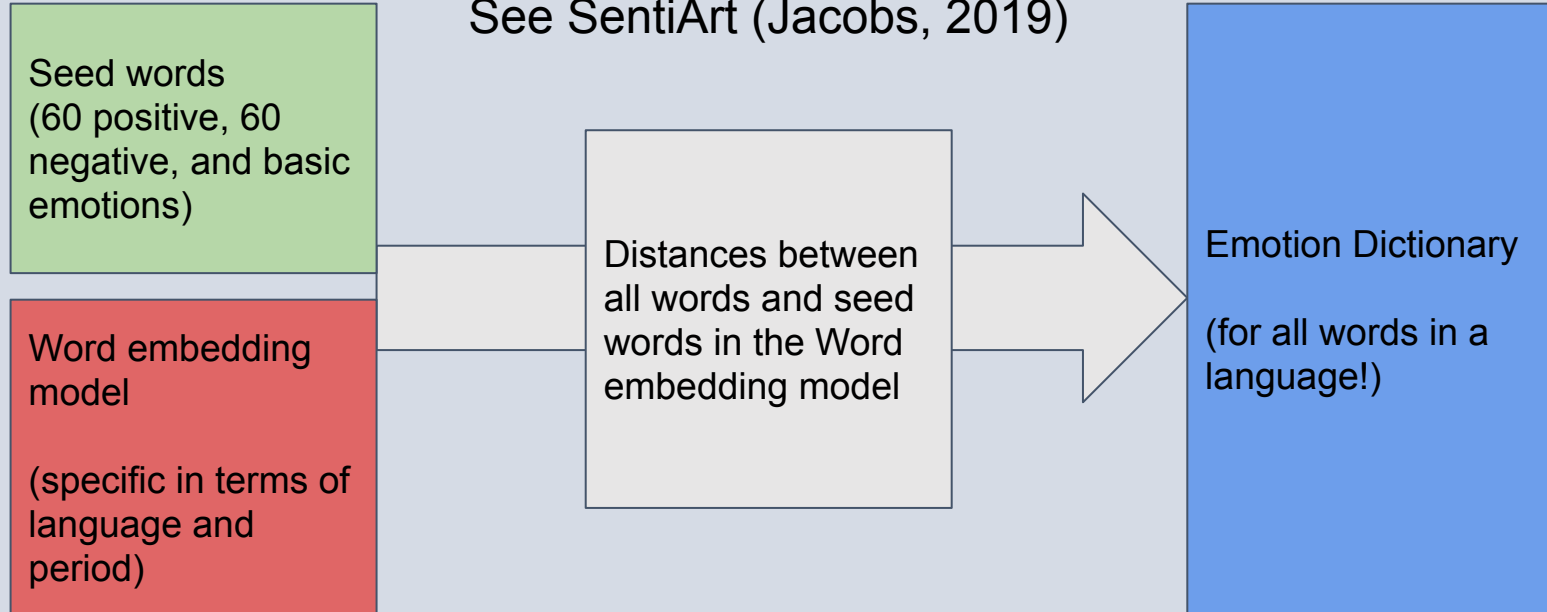 See SentiArt (Jacobs, 2019)
Seed words
(60 positive, 60
negative, and basic
emotions)
Word embedding
model
(specific in terms of
language and
period)
Distances between
all words and seed
words in the Word
embedding model
Emotion Dictionary
(for all words in a
language!)